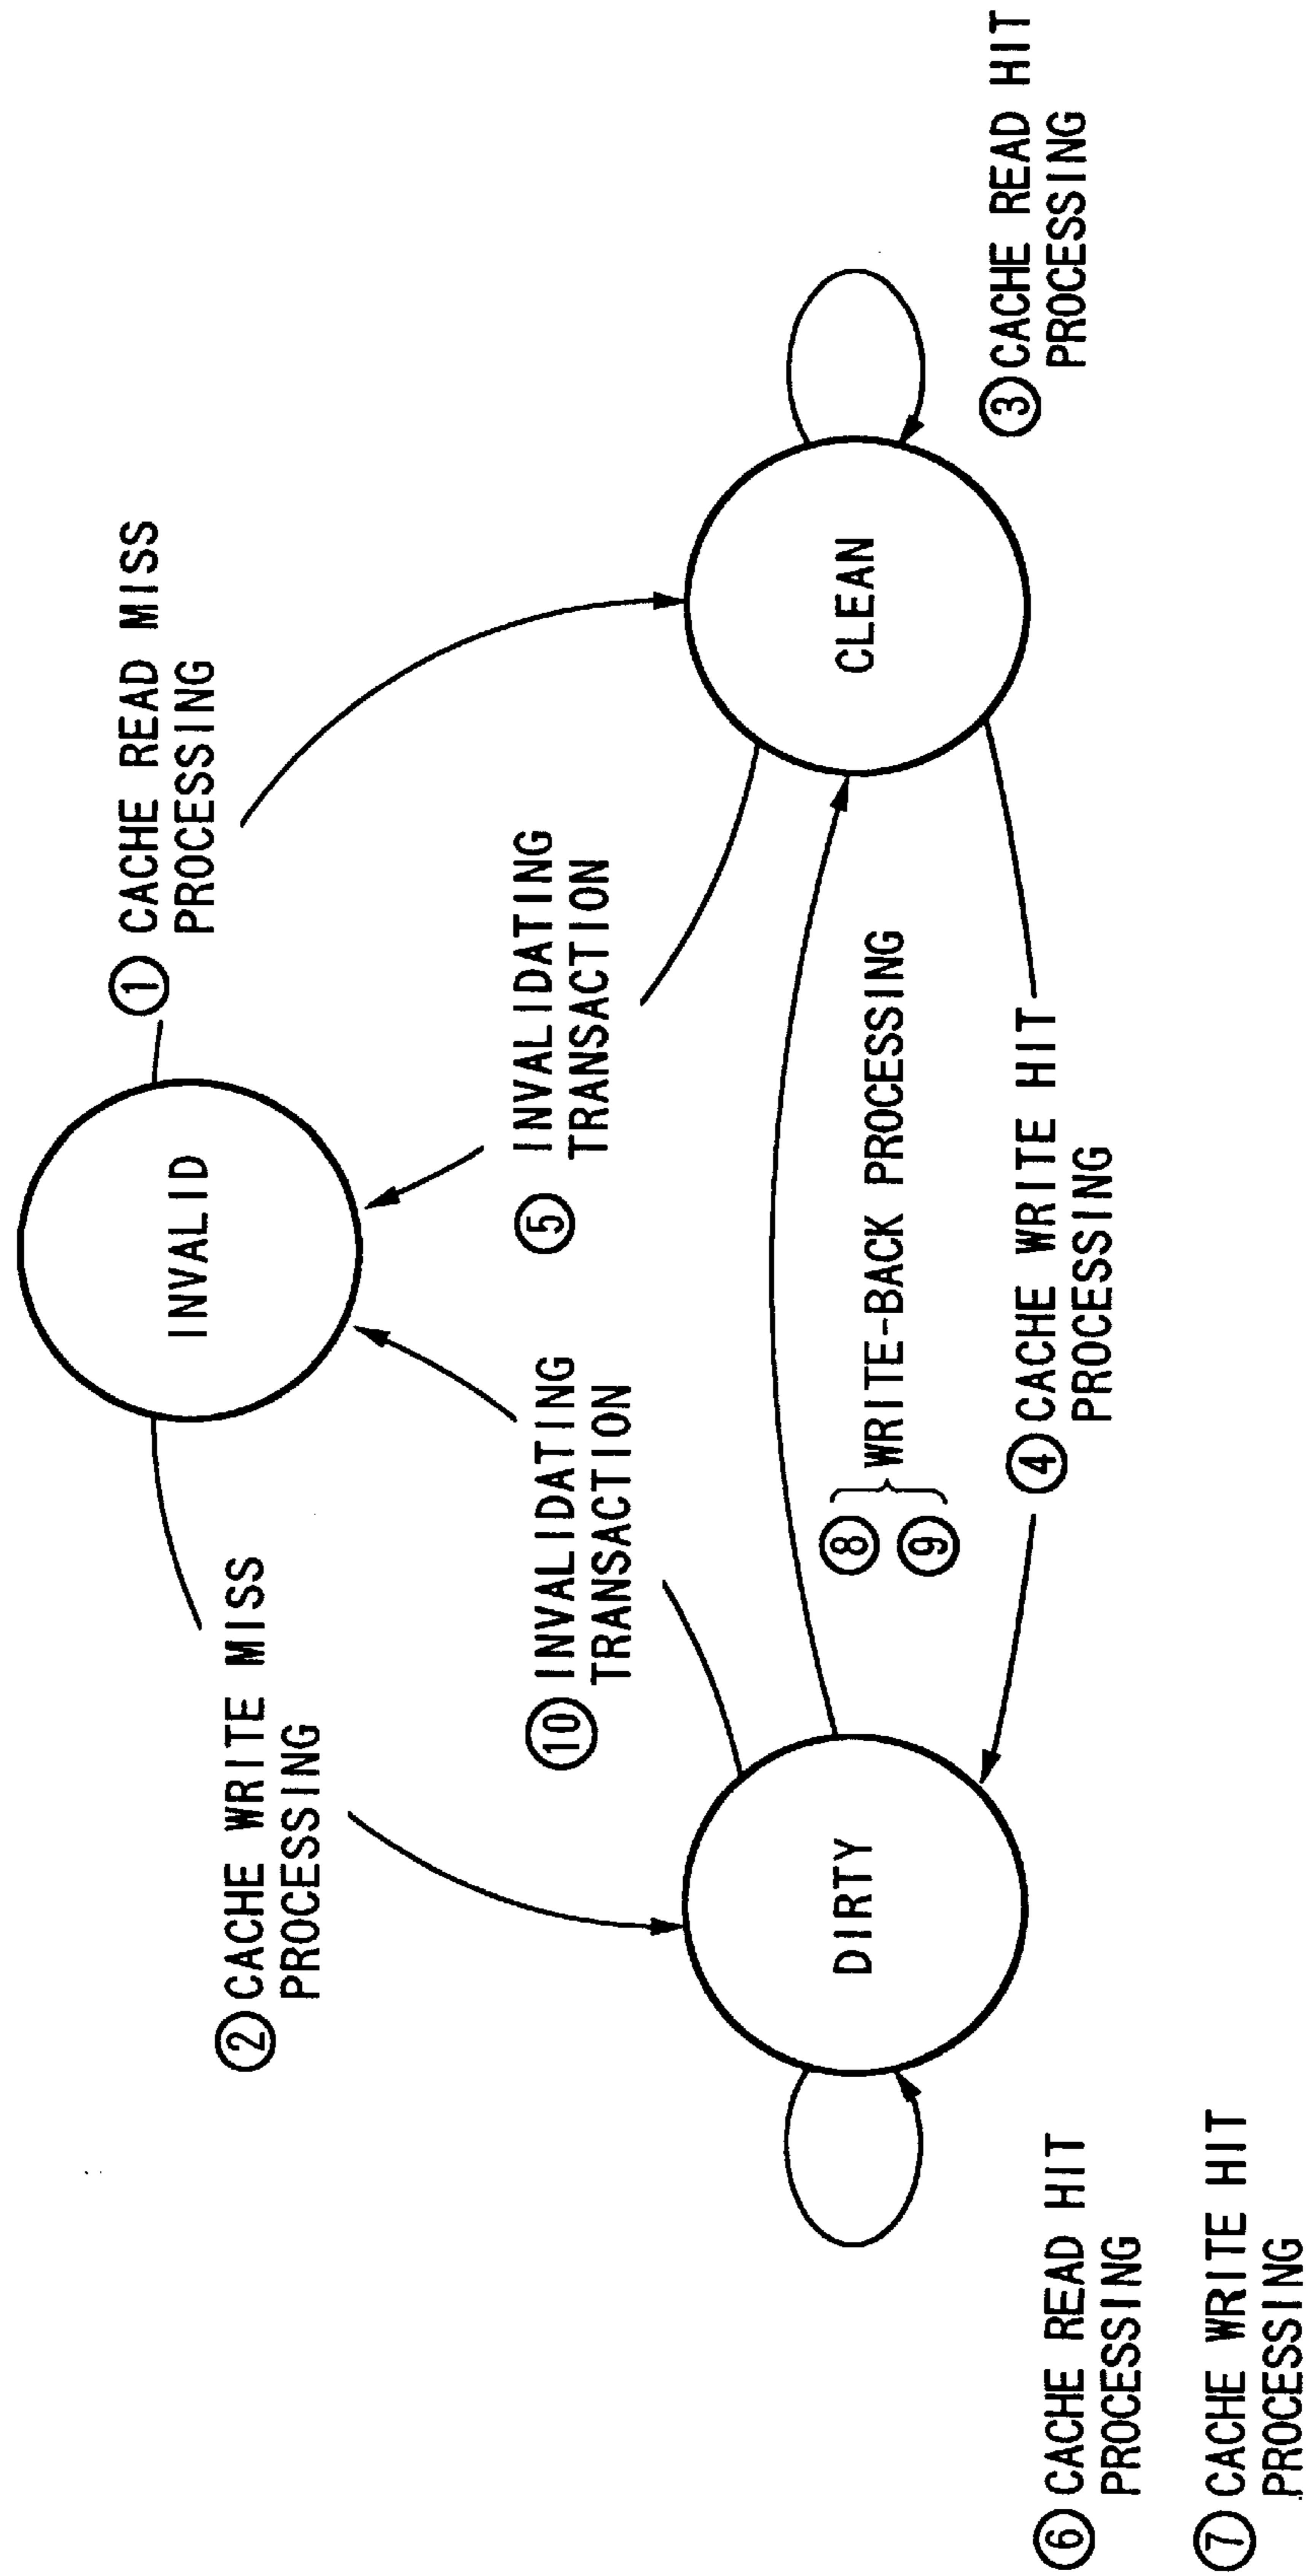 INVALID
① CACHE READ MISS
PROCESSING
② CACHE WRITE MISS
PROCESSING
⑤ INVALIDATING
TRANSACTION
⑩ INVALIDATING
TRANSACTION
DIRTY
CLEAN
⑧
⑨
WRITE-BACK PROCESSING
③ CACHE READ HIT
PROCESSING
④ CACHE WRITE HIT
PROCESSING
⑥ CACHE READ HIT
PROCESSING
⑦ CACHE WRITE HIT
PROCESSING